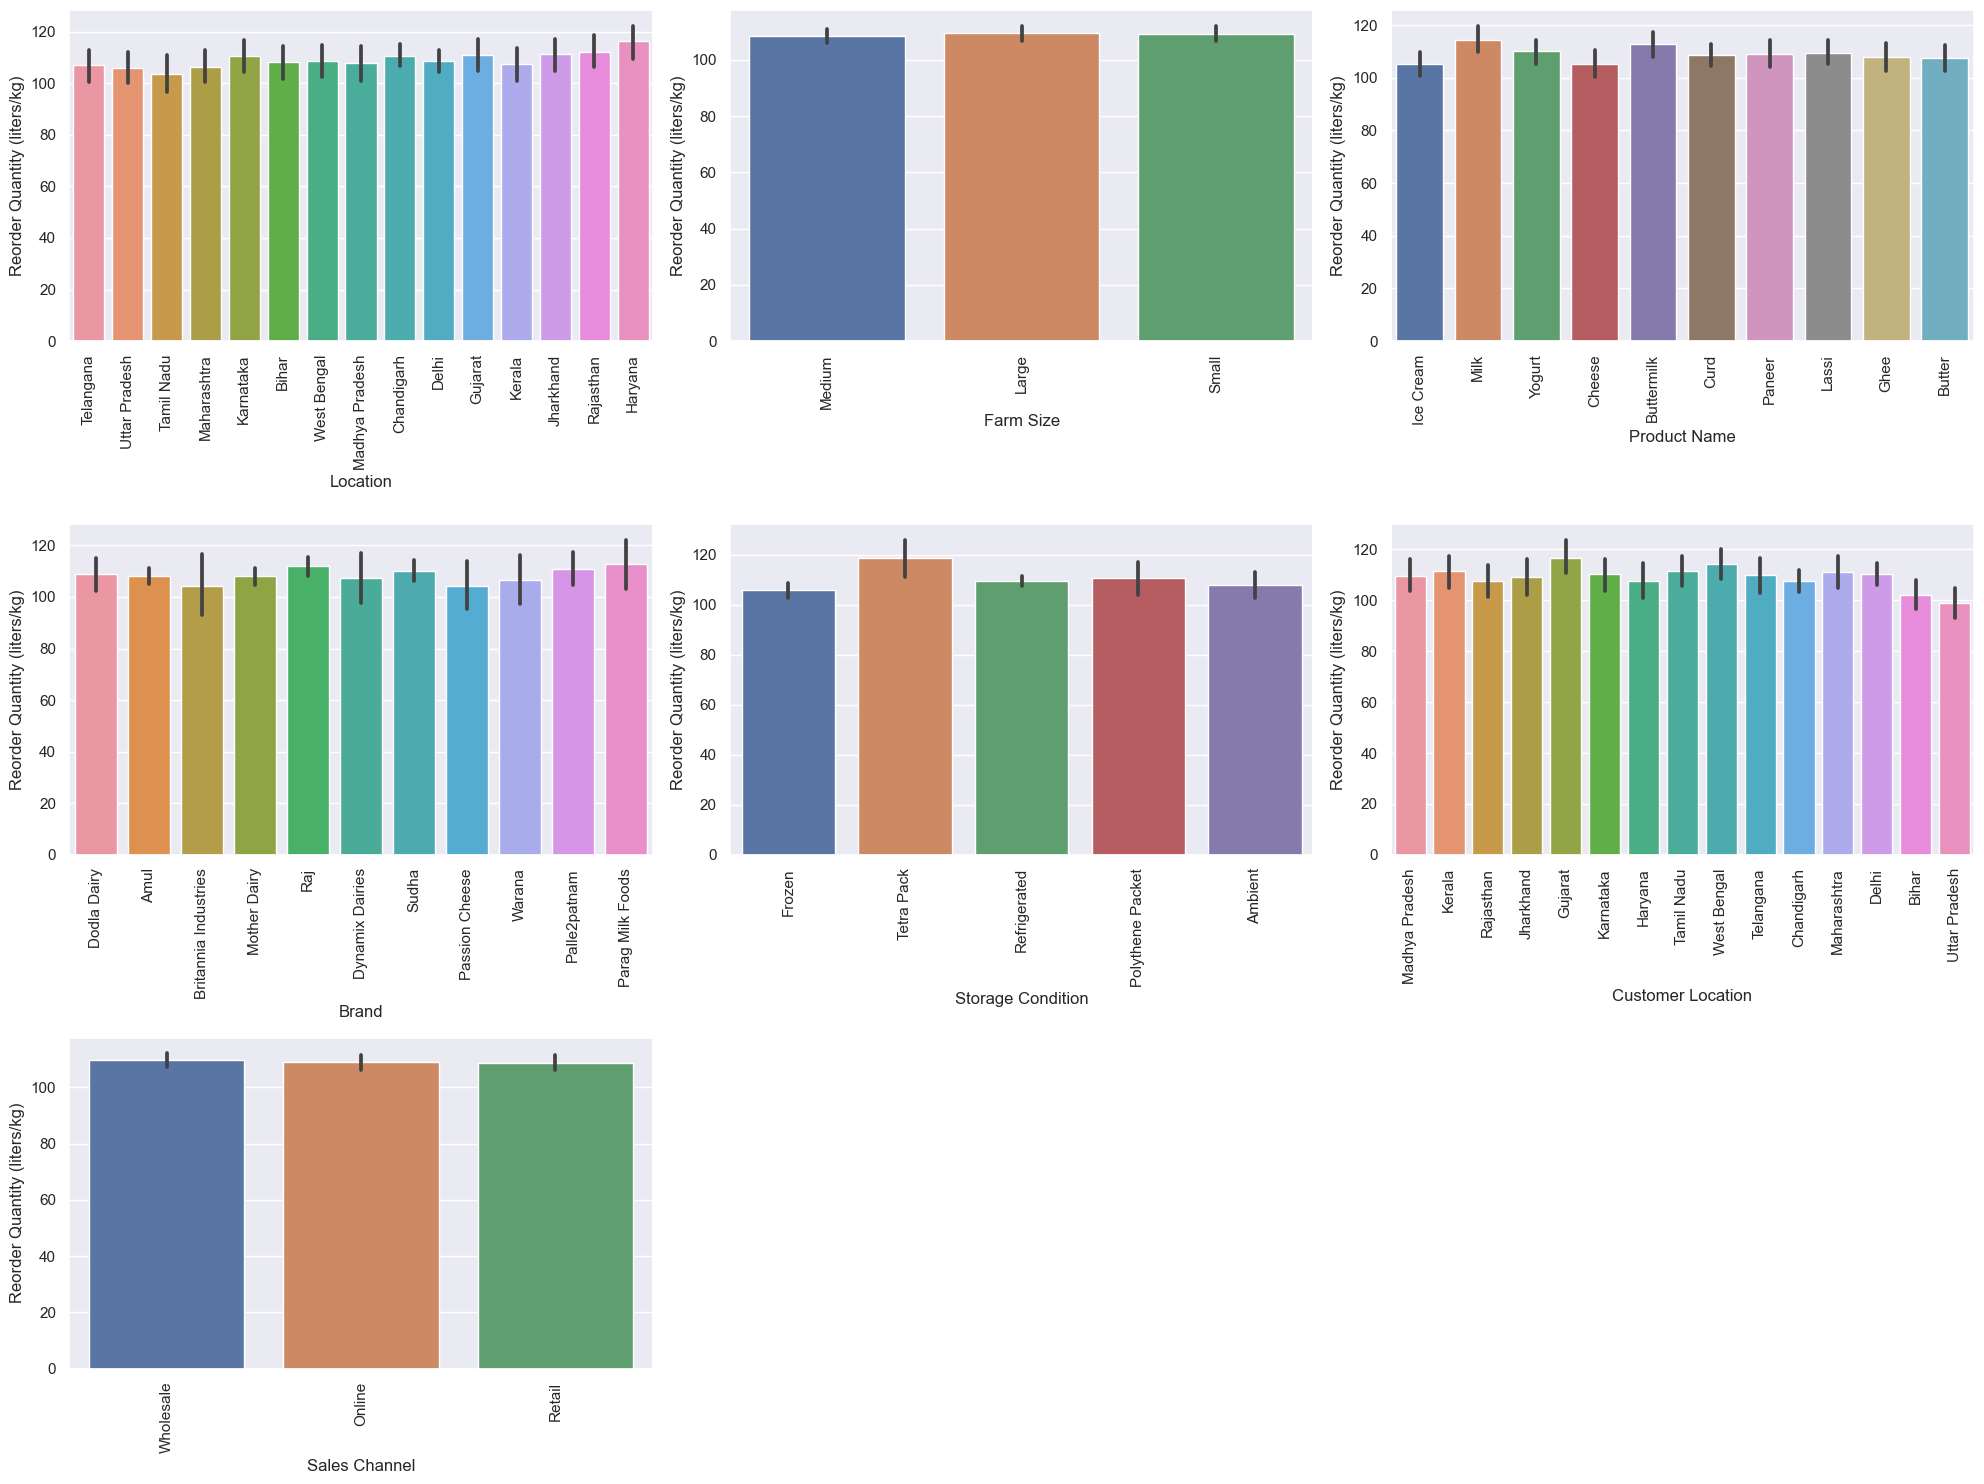 Reorder Quantity (liters/kg)
120
100
80
60
40
20
0
Telangana
Uttar Pradesh
Tamil Nadu
Maharashtra
Karnataka
Bihar
West Bengal
Madhya Pradesh
Chandigarh
Delhi
Gujarat
Kerala
Jharkhand
Rajasthan
Haryana
Location
Reorder Quantity (liters/kg)
100
80
60
40
20
0
Medium
Large
Small
Farm Size
Reorder Quantity (liters/kg)
120
100
80
60
40
20
0
Ice Cream
Milk
Yogurt
Cheese
Buttermilk
Curd
Paneer
Lassi
Ghee
Butter
Product Name
Reorder Quantity (liters/kg)
120
100
80
60
40
20
0
Dodla Dairy
Amul
Britannia Industries
Mother Dairy
Raj
Dynamix Dairies
Sudha
Passion Cheese
Warana
Palle2patnam
Parag Milk Foods
Brand
Reorder Quantity (liters/kg)
120
100
80
60
40
20
0
Frozen
Tetra Pack
Refrigerated
Polythene Packet
Ambient
Storage Condition
Reorder Quantity (liters/kg)
120
100
80
60
40
20
0
Madhya Pradesh
Kerala
Rajasthan
Jharkhand
Gujarat
Karnataka
Haryana
Tamil Nadu
West Bengal
Telangana
Chandigarh
Maharashtra
Delhi
Bihar
Uttar Pradesh
Customer Location
Reorder Quantity (liters/kg)
100
80
60
40
20
0
Wholesale
Online
Retail
Sales Channel